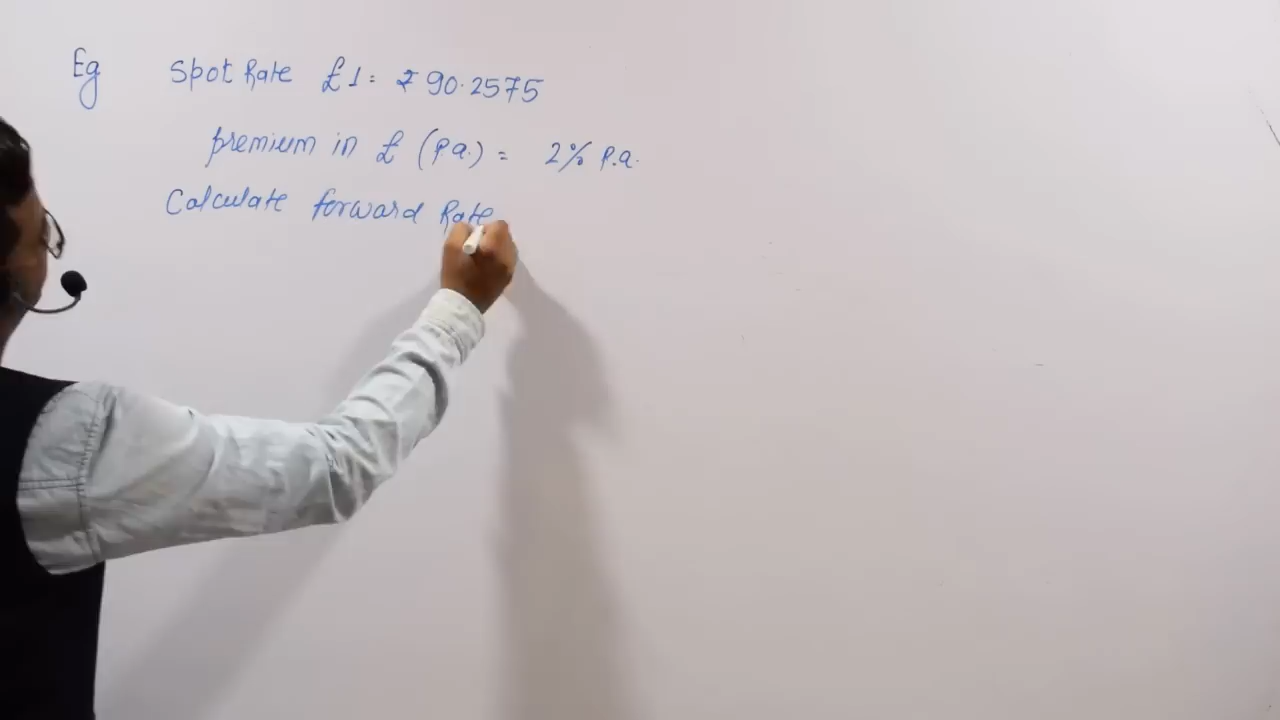 Eg Spot Rate £1 = ₹ 90.2575
premium in £ (p.a.) = 2% p.a.
Calculate forward Rate